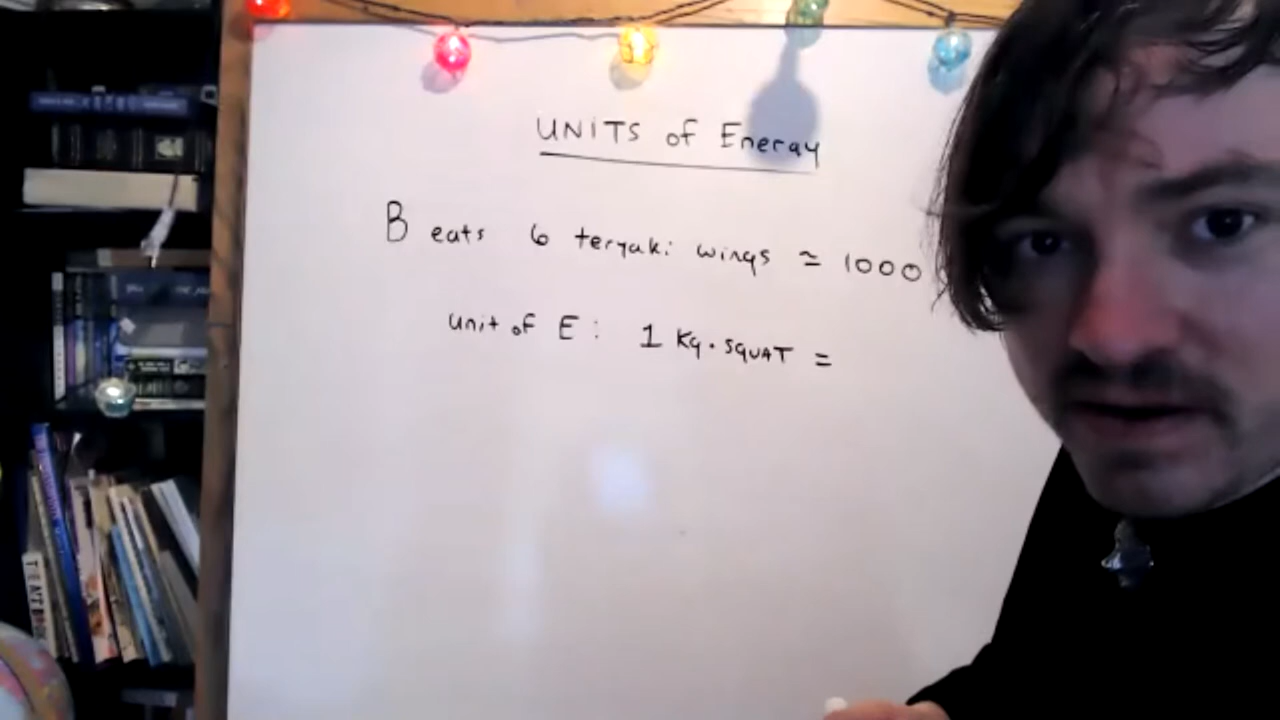 UNITS of Energy
B eats 6 teryaki wings ≃ 1000
unit of E: 1 Kg · SQUAT =